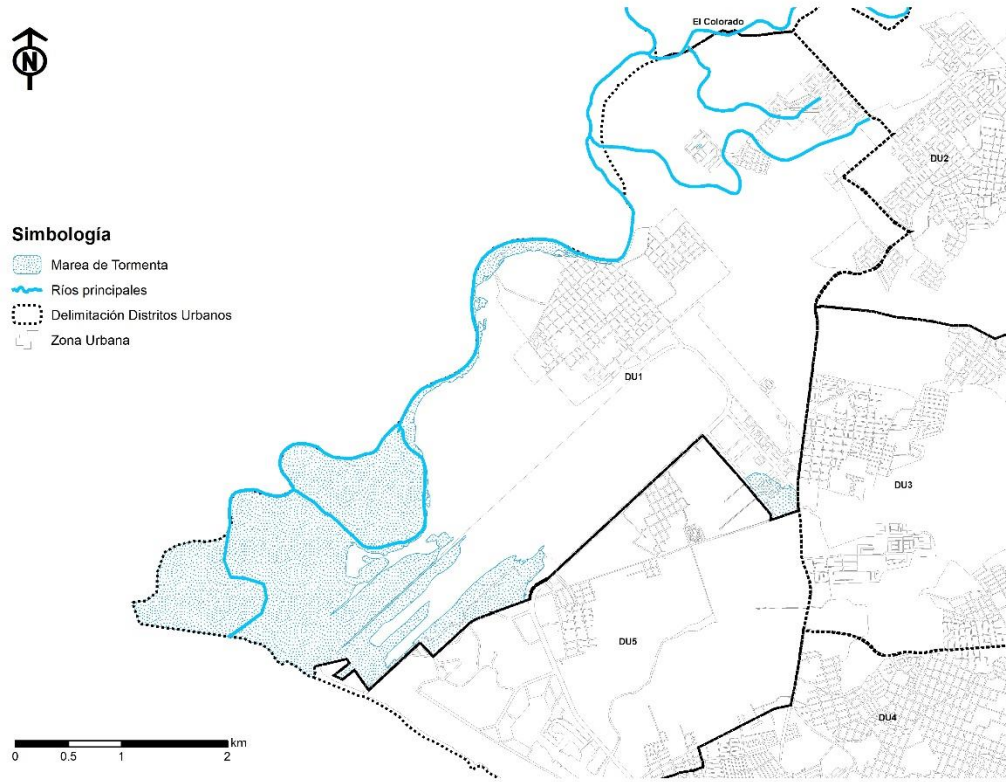 El Colorado
N
DU2
Simbología
Marea de Tormenta
Ríos principales
Delimitación Distritos Urbanos
Zona Urbana
DU1
DU3
DU5
DU4
km
0 0.5 1 2